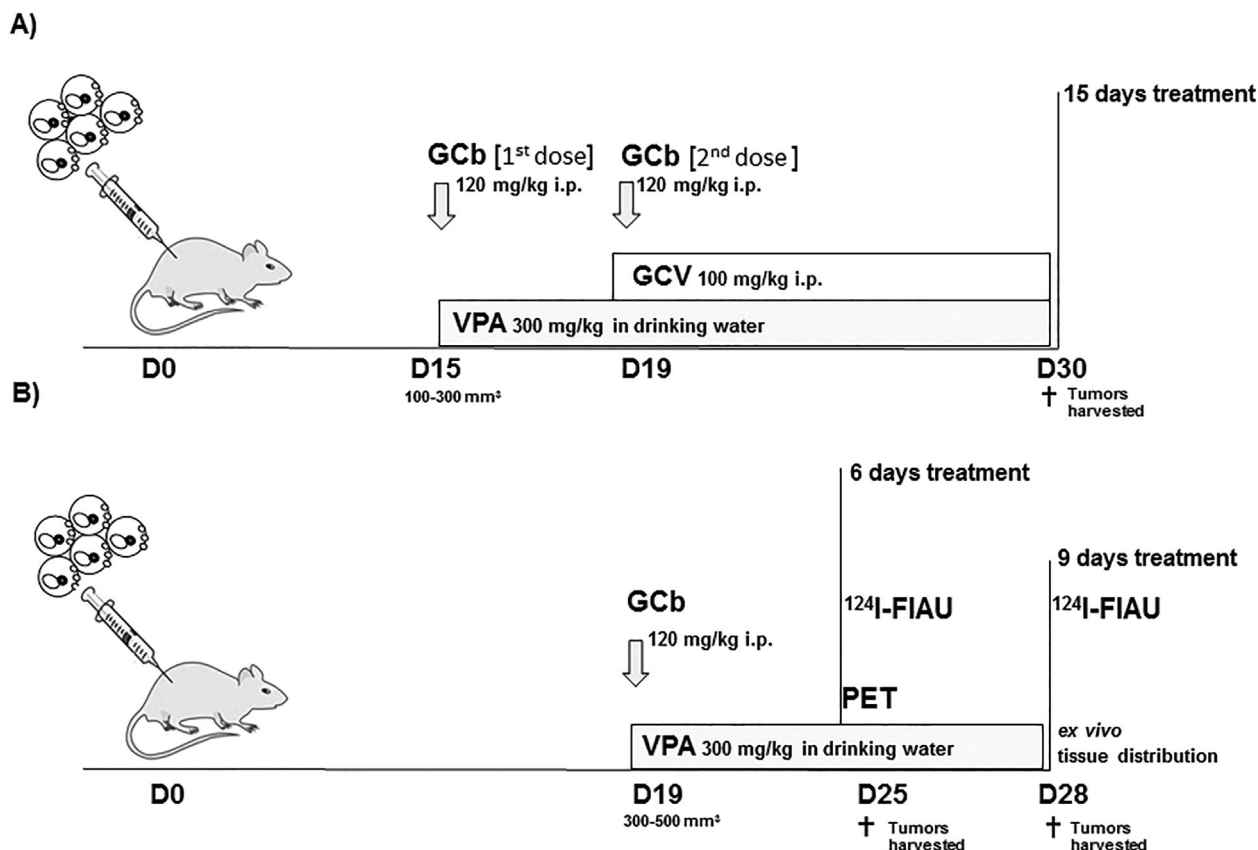 A)
15 days treatment
GCb [1st dose]
120 mg/kg i.p.
GCb [2nd dose]
120 mg/kg i.p.
GCV 100 mg/kg i.p.
VPA 300 mg/kg in drinking water
D0
D15
100-300 mm³
D19
D30
† Tumors
harvested
B)
6 days treatment
9 days treatment
GCb
120 mg/kg i.p.
¹²⁴I-FIAU
¹²⁴I-FIAU
PET
VPA 300 mg/kg in drinking water
ex vivo
tissue distribution
D0
D19
300-500 mm³
D25
† Tumors
harvested
D28
† Tumors
harvested